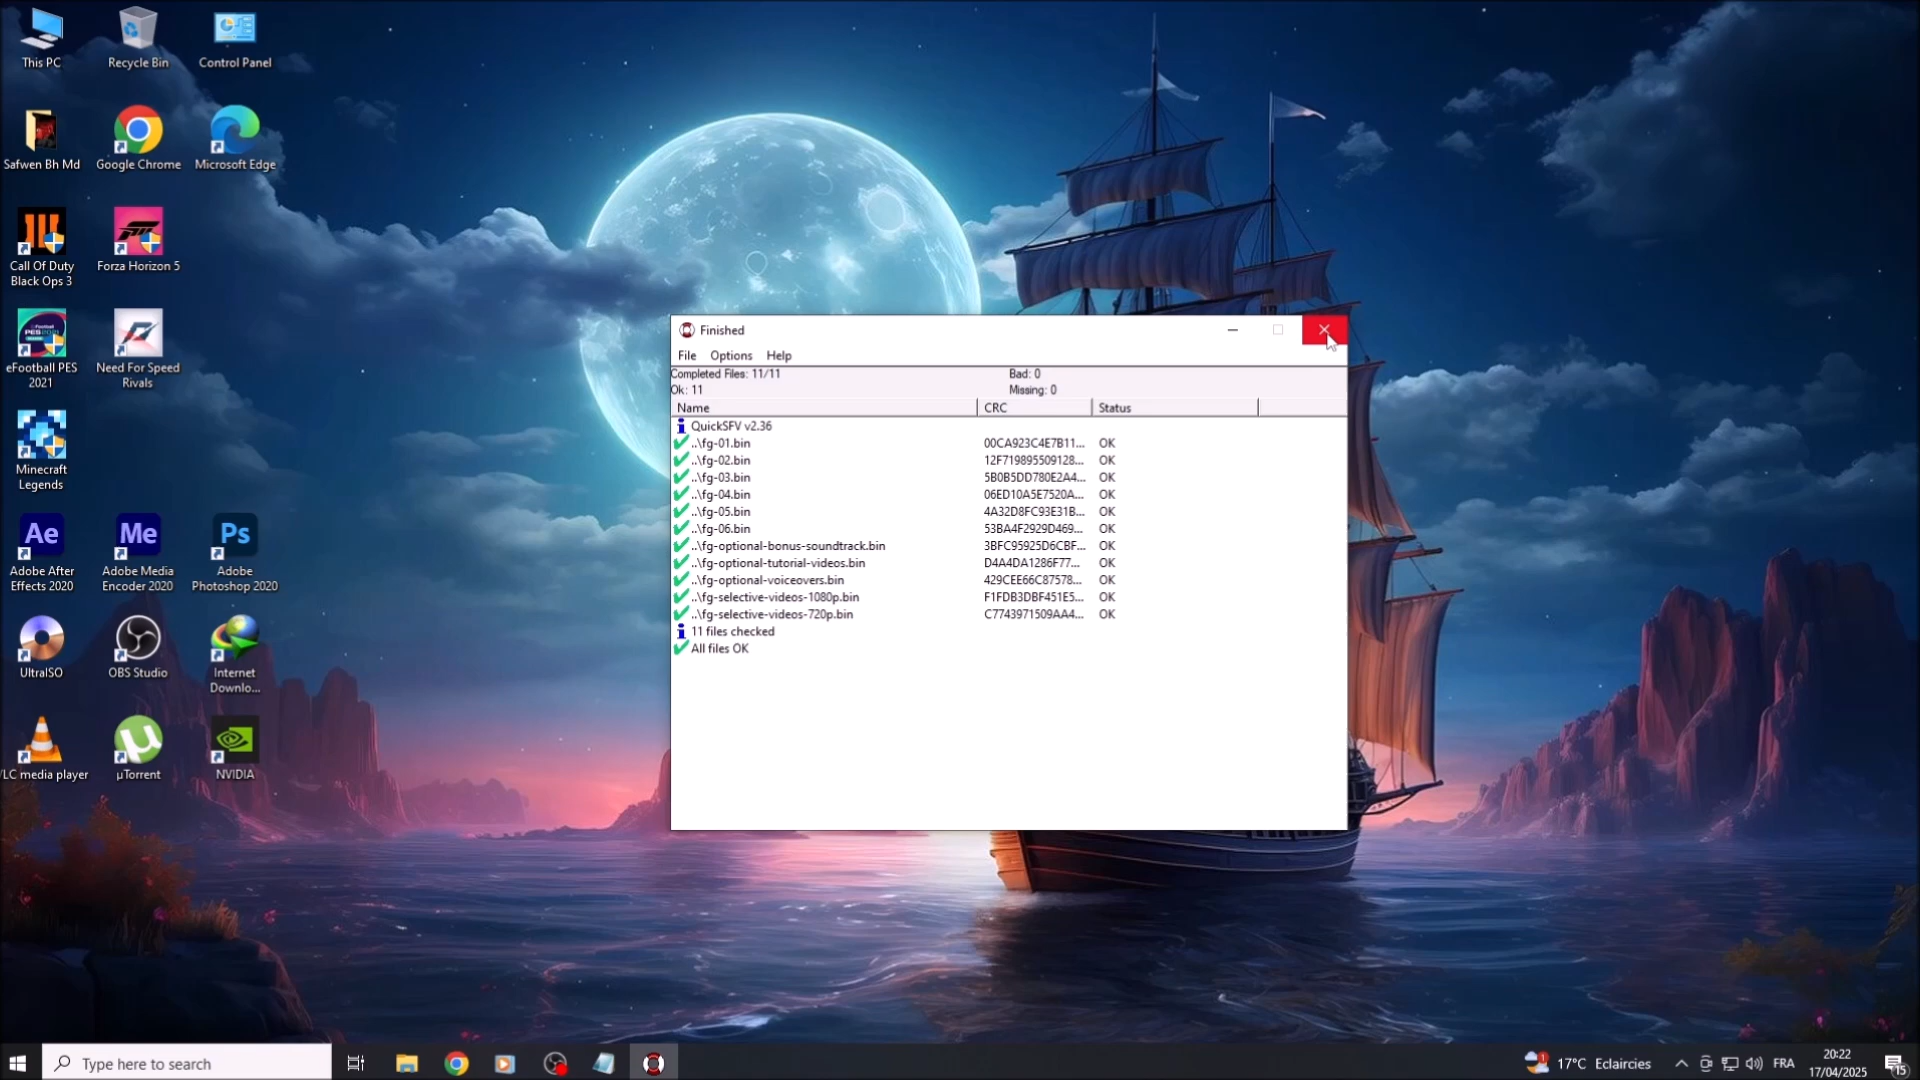 This PC
Recycle Bin
Control Panel
Safwen Bh Md
Google Chrome
Microsoft Edge
Call Of Duty
Black Ops 3
Forza Horizon 5
eFootball PES
2021
Need For Speed
Rivals
Minecraft
Legends
Ae
Me
Ps
Adobe After
Effects 2020
Adobe Media
Encoder 2020
Adobe
Photoshop 2020
UltraISO
OBS Studio
Internet
Downlo...
VLC media player
µTorrent
NVIDIA
Finished
File Options Help
Completed Files: 11/11
Bad: 0
Ok: 11
Missing: 0
Name CRC Status
QuickSFV v2.36
..\fg-01.bin 00CA923C4E7B11... OK
..\fg-02.bin 12F719895509128... OK
..\fg-03.bin 5B0B5DD780E2A4... OK
..\fg-04.bin 06ED10A5E7520A... OK
..\fg-05.bin 4A32D8FC93E31B... OK
..\fg-06.bin 53BA4F2929D469... OK
..\fg-optional-bonus-soundtrack.bin 3BFC95925D6CBF... OK
..\fg-optional-tutorial-videos.bin D4A4DA1286F77... OK
..\fg-optional-voiceovers.bin 429CEE66C87578... OK
..\fg-selective-videos-1080p.bin F1FDB3DBF451E5... OK
..\fg-selective-videos-720p.bin C7743971509AA4... OK
11 files checked
All files OK
Type here to search
1
17°C Eclaircies
FRA
20:22
17/04/2025
15